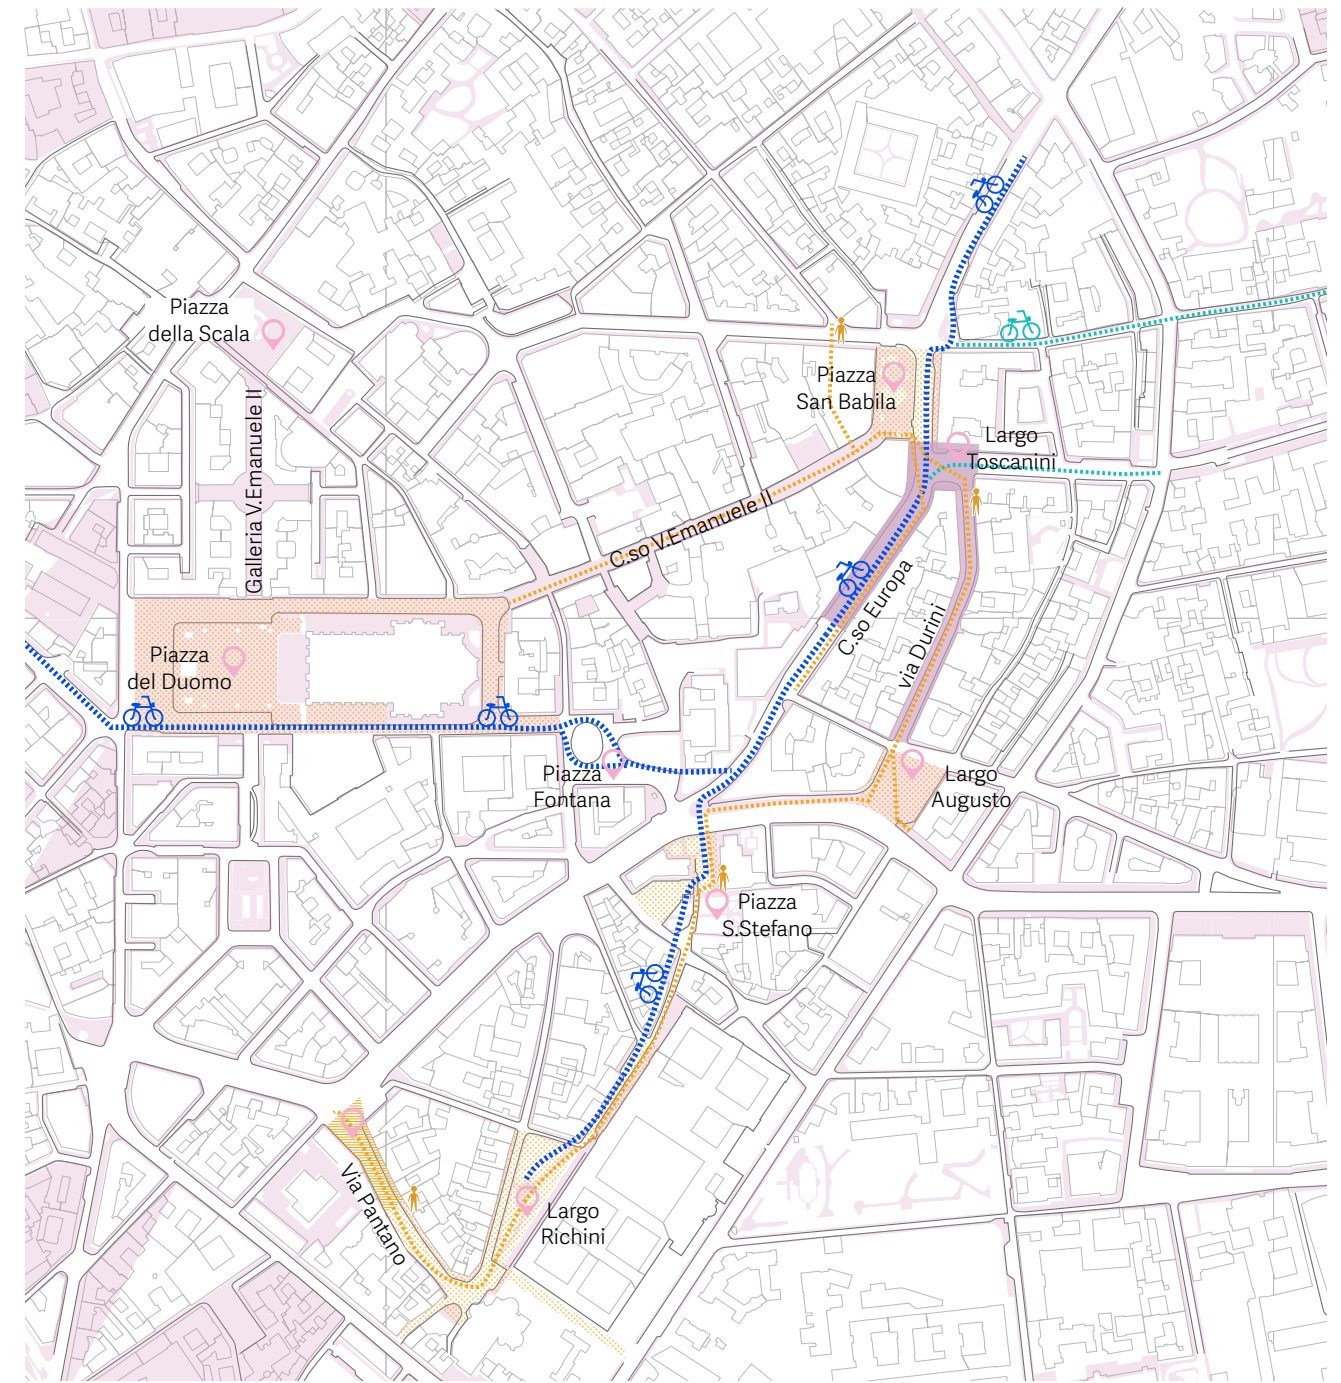 Piazza
della Scala
Galleria V.Emanuele II
Piazza
San Babila
Largo
Toscanini
C.so V.Emanuele II
C.so Europa
via Durini
Piazza
del Duomo
Piazza
Fontana
Largo
Augusto
Piazza
S.Stefano
Via Pantano
Largo
Richini